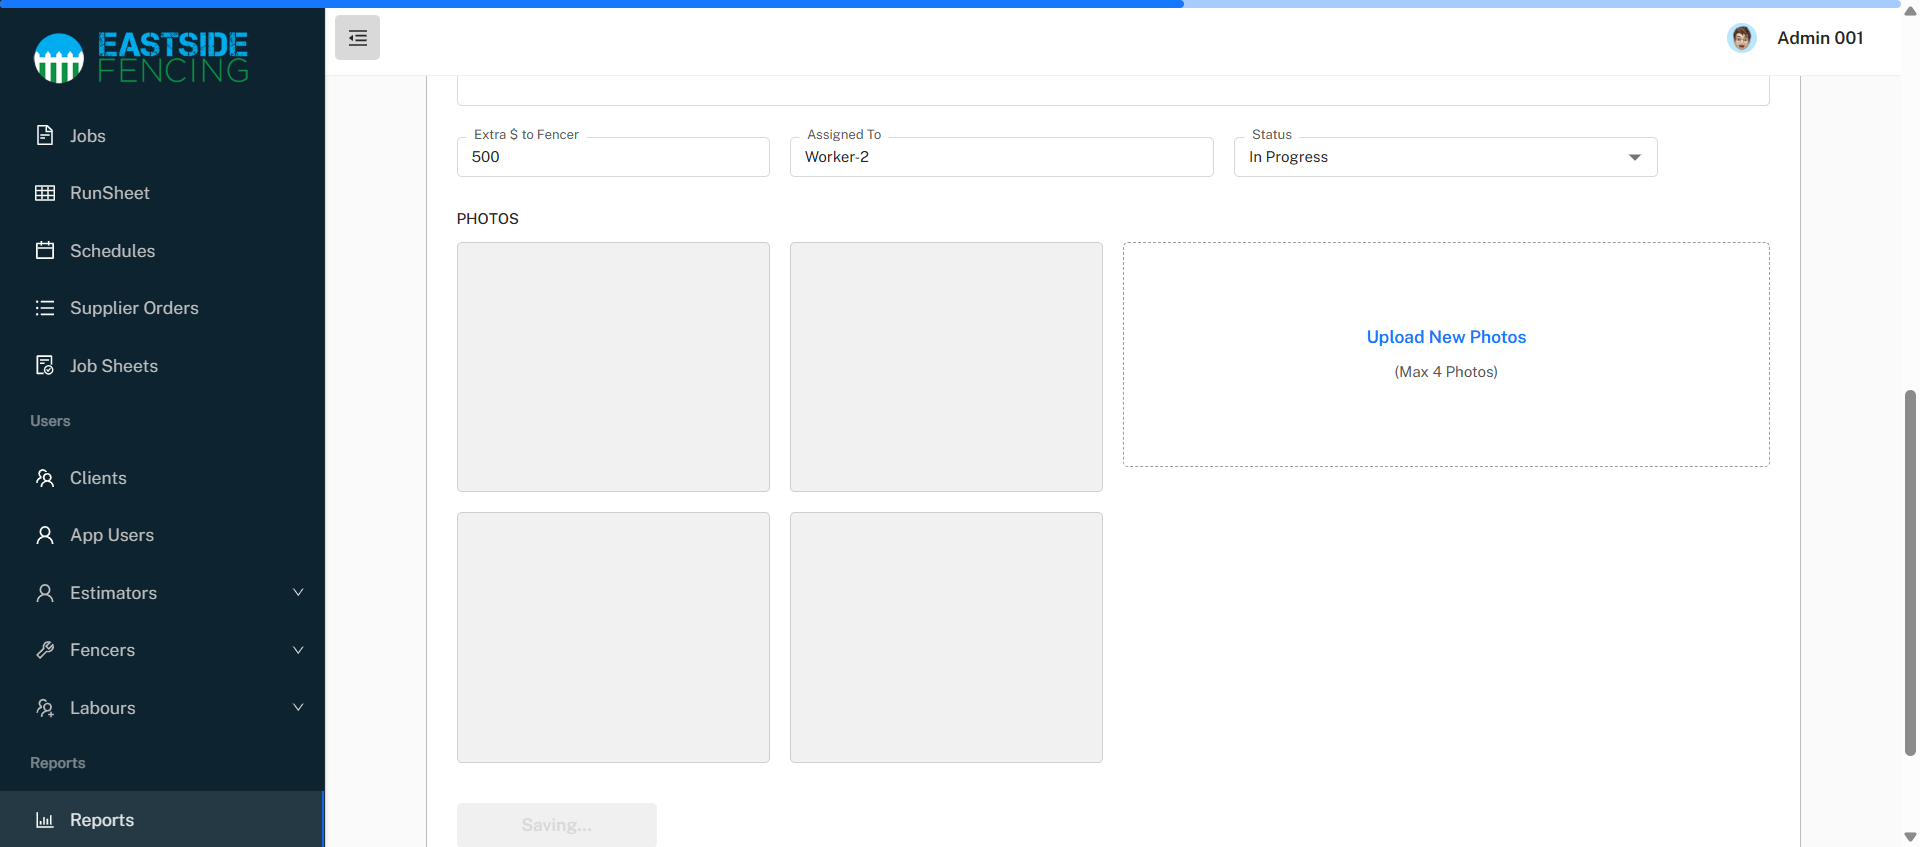 EASTSIDE
FENCING
Admin 001
Jobs
RunSheet
Schedules
Supplier Orders
Job Sheets
Users
Clients
App Users
Estimators
Fencers
Labours
Reports
Reports
Extra $ to Fencer
500
Assigned To
Worker-2
Status
In Progress
PHOTOS
Upload New Photos
(Max 4 Photos)
Saving...